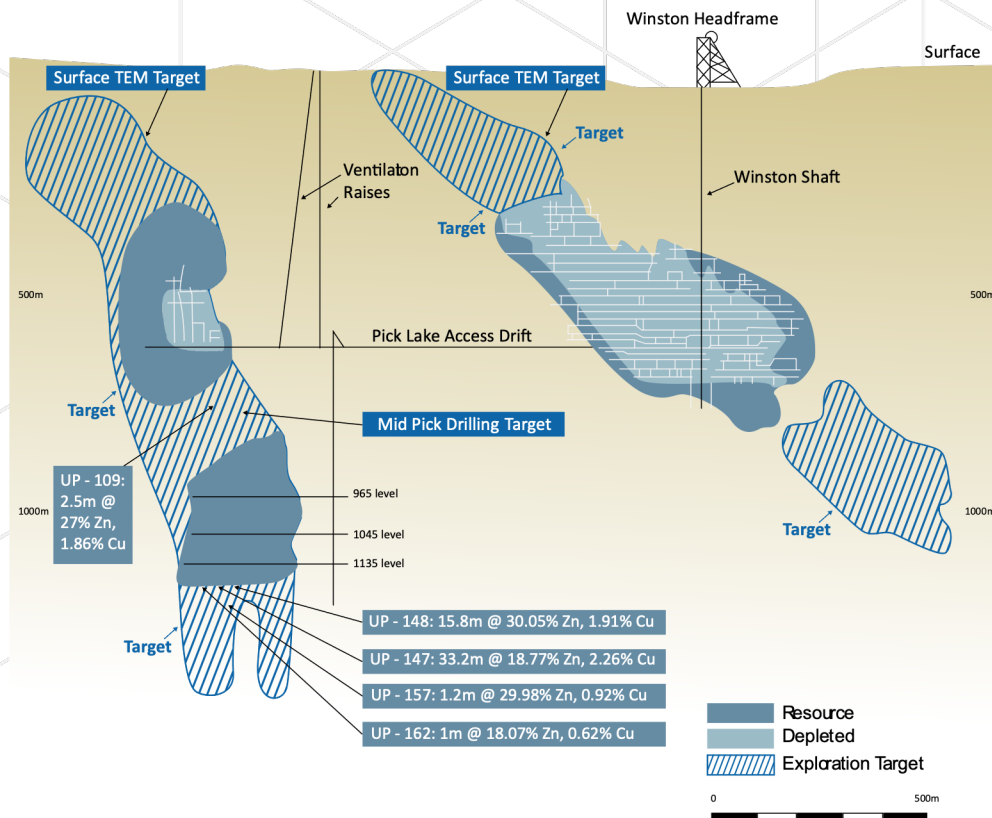 Winston Headframe
Surface
Surface TEM Target
Surface TEM Target
Target
Ventilaton
Raises
Winston Shaft
Target
500m
500m
Pick Lake Access Drift
Target
Mid Pick Drilling Target
UP - 109:
2.5m @
27% Zn,
1.86% Cu
965 level
1000m
1000m
Target
1045 level
1135 level
UP - 148: 15.8m @ 30.05% Zn, 1.91% Cu
Target
UP - 147: 33.2m @ 18.77% Zn, 2.26% Cu
UP - 157: 1.2m @ 29.98% Zn, 0.92% Cu
UP - 162: 1m @ 18.07% Zn, 0.62% Cu
Resource
Depleted
Exploration Target
0
500m